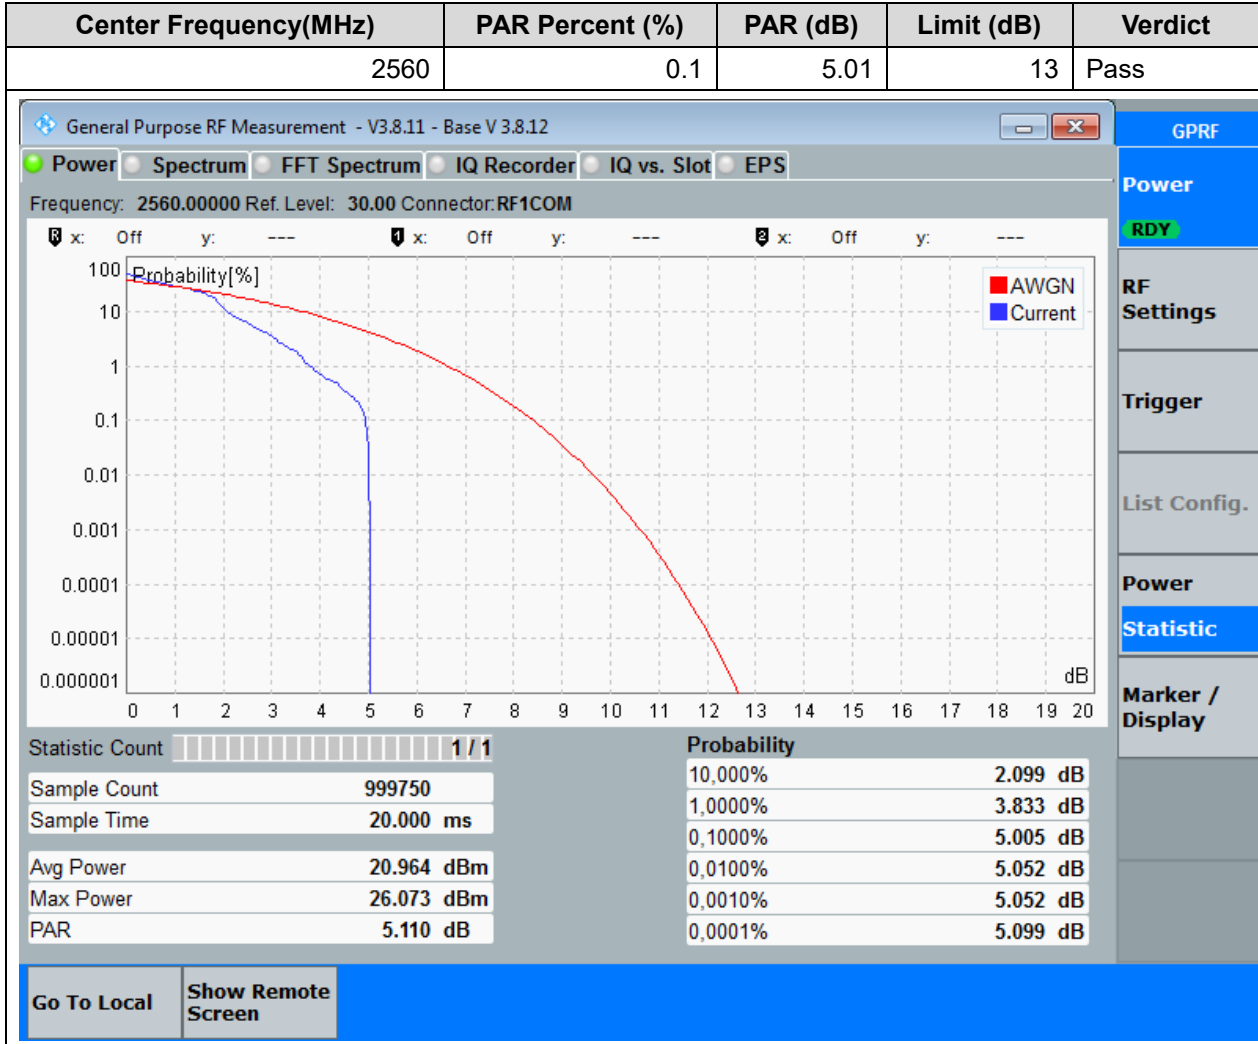 Center Frequency(MHz) PAR Percent (%) PAR (dB) Limit (dB) Verdict
2560 0.1 5.01 13 Pass
General Purpose RF Measurement - V3.8.11 - Base V 3.8.12
GPRF
Power Spectrum FFT Spectrum IQ Recorder IQ vs. Slot EPS
Frequency: 2560.00000 Ref. Level: 30.00 Connector: RF1COM
R x: Off y: --- 1 x: Off y: --- 2 x: Off y: ---
Probability[%]
AWGN
Current
100
10
1
0.1
0.01
0.001
0.0001
0.00001
0.000001
dB
0 1 2 3 4 5 6 7 8 9 10 11 12 13 14 15 16 17 18 19 20
Statistic Count 1 / 1
Sample Count 999750
Sample Time 20.000 ms
Avg Power 20.964 dBm
Max Power 26.073 dBm
PAR 5.110 dB
Probability
10,000% 2.099 dB
1,0000% 3.833 dB
0,1000% 5.005 dB
0,0100% 5.052 dB
0,0010% 5.052 dB
0,0001% 5.099 dB
Power
RDY
RF
Settings
Trigger
List Config.
Power
Statistic
Marker /
Display
Go To Local
Show Remote
Screen